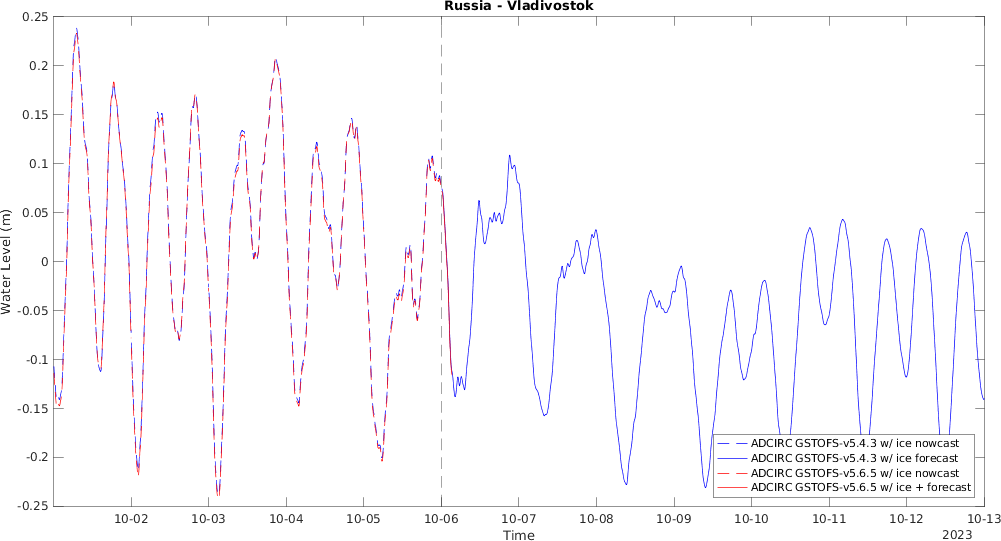 Russia - Vladivostok
0.25
0.2
0.15
0.1
0.05
0
-0.05
-0.1
-0.15
-0.2
-0.25
Water Level (m)
ADCIRC GSTOFS-v5.4.3 w/ ice nowcast
ADCIRC GSTOFS-v5.4.3 w/ ice forecast
ADCIRC GSTOFS-v5.6.5 w/ ice nowcast
ADCIRC GSTOFS-v5.6.5 w/ ice + forecast
10-02 10-03 10-04 10-05 10-06 10-07 10-08 10-09 10-10 10-11 10-12 10-13
Time
2023